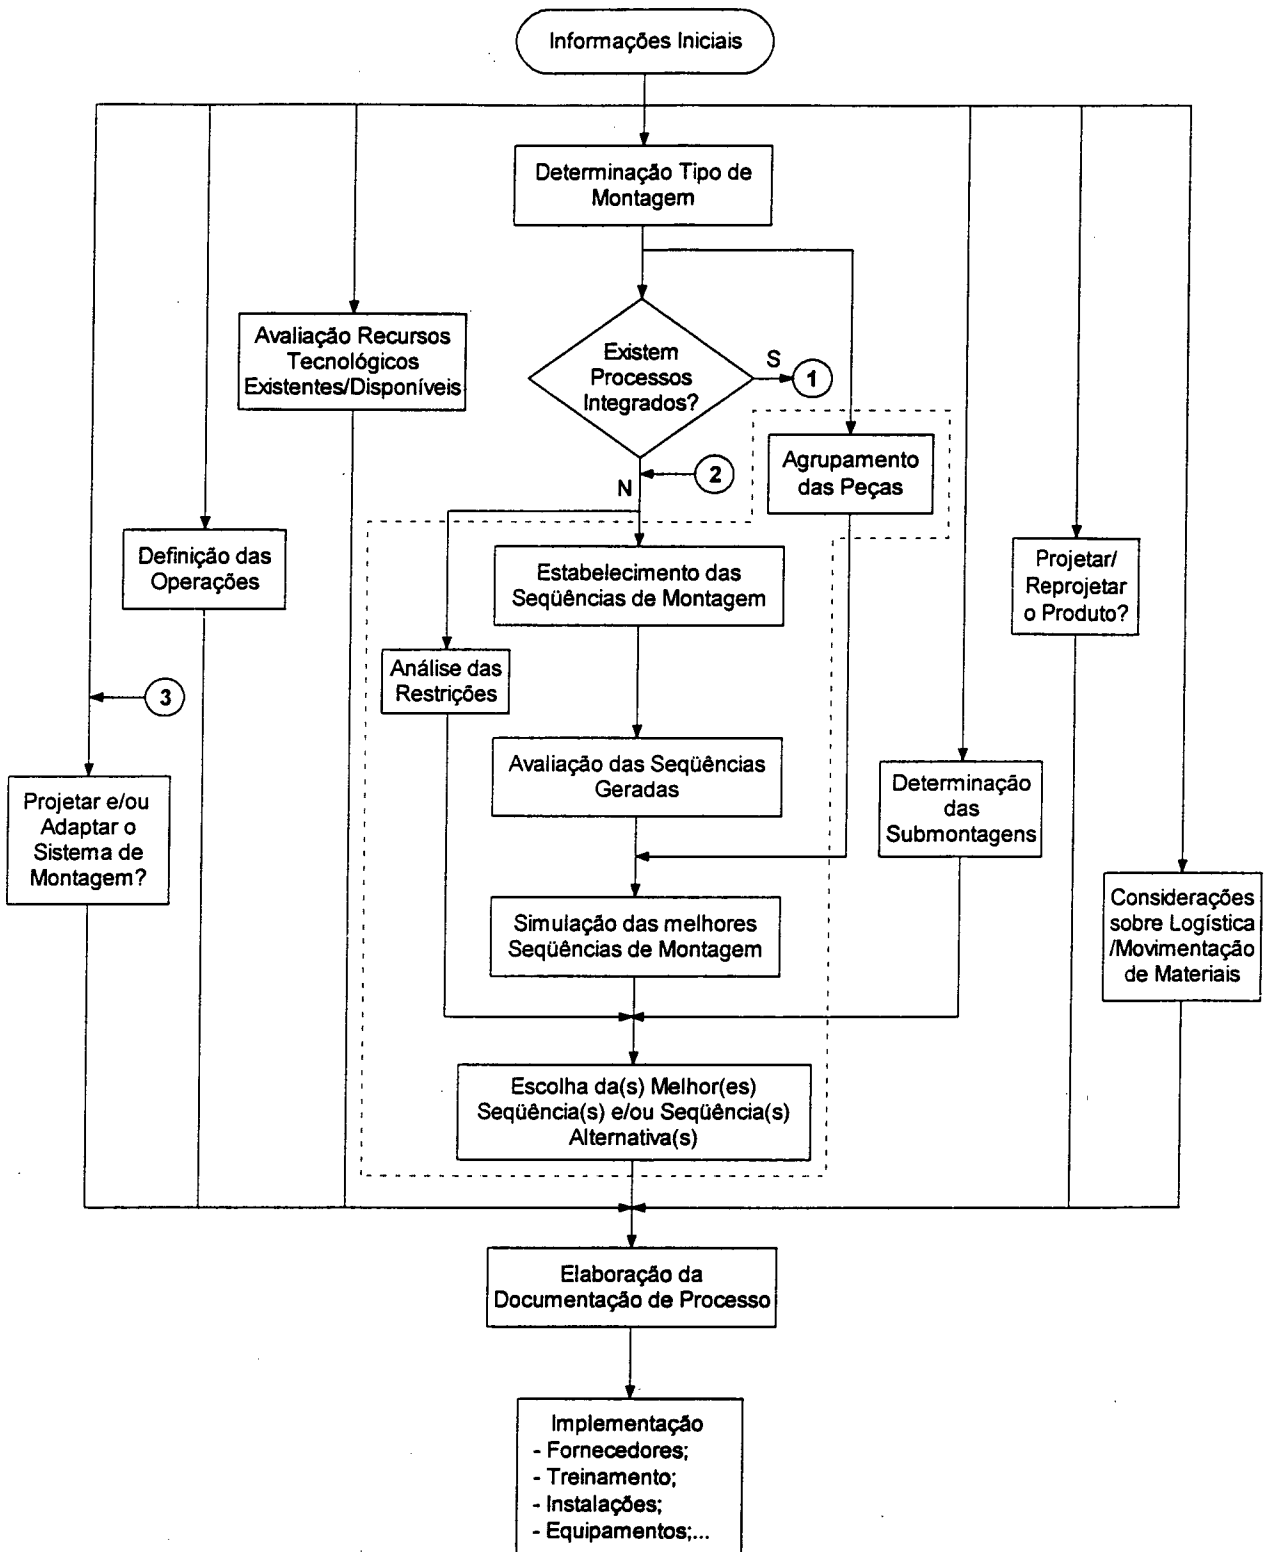 Informações Iniciais
Determinação Tipo de
Montagem
Avaliação Recursos
Tecnológicos
Existentes/Disponíveis
Existem
Processos
Integrados?
S
1
2
N
Agrupamento
das Peças
Definição das
Operações
Estabelecimento das
Seqüências de Montagem
Projetar/
Reprojetar
o Produto?
Análise das
Restrições
3
Avaliação das Seqüências
Geradas
Determinação
das
Submontagens
Projetar e/ou
Adaptar o
Sistema de
Montagem?
Simulação das melhores
Seqüências de Montagem
Considerações
sobre Logística
/Movimentação
de Materiais
Escolha da(s) Melhor(es)
Seqüência(s) e/ou Seqüência(s)
Alternativa(s)
Elaboração da
Documentação de Processo
Implementação
- Fornecedores;
- Treinamento;
- Instalações;
- Equipamentos;...